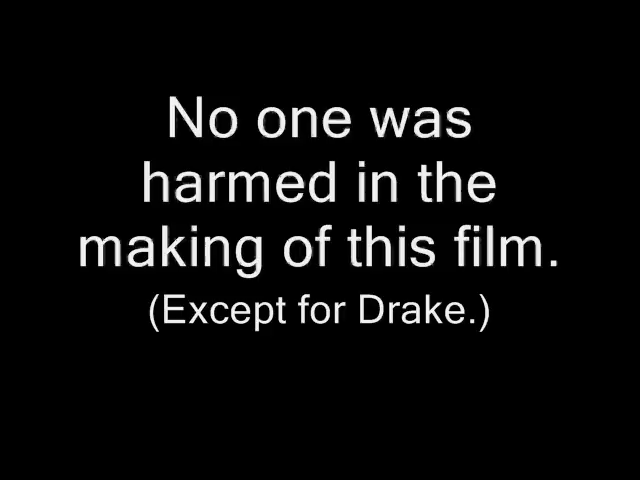 No one was
harmed in the
making of this film.
(Except for Drake.)